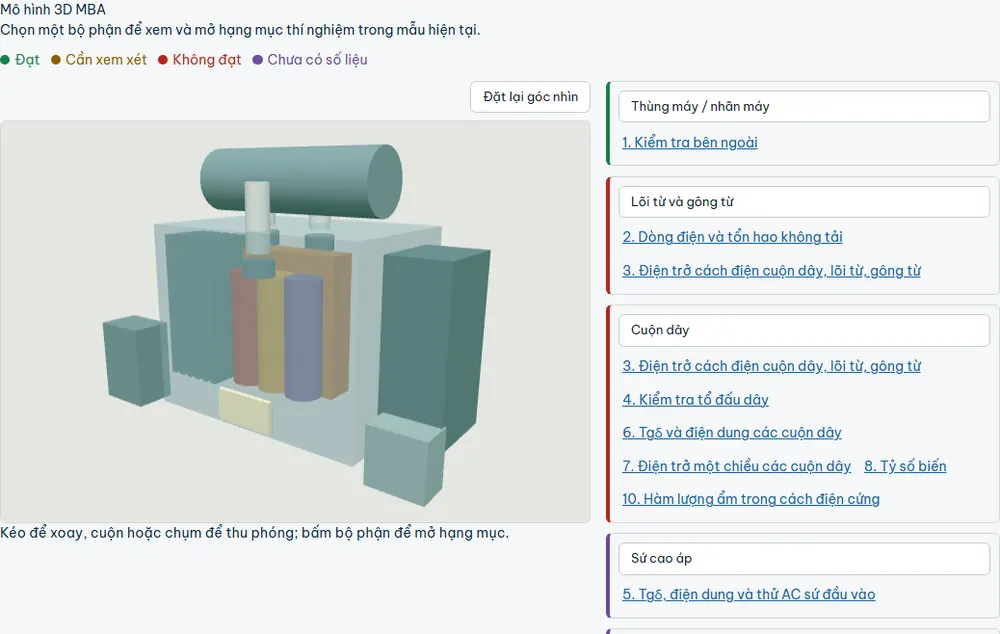 Mô hình 3D MBA
Chọn một bộ phận để xem và mở hạng mục thí nghiệm trong mẫu hiện tại.
Đạt Cần xem xét Không đạt Chưa có số liệu
Đặt lại góc nhìn
Kéo để xoay, cuộn hoặc chụm để thu phóng; bấm bộ phận để mở hạng mục.
Thùng máy / nhãn máy
1. Kiểm tra bên ngoài
Lõi từ và gông từ
2. Dòng điện và tổn hao không tải
3. Điện trở cách điện cuộn dây, lõi từ, gông từ
Cuộn dây
3. Điện trở cách điện cuộn dây, lõi từ, gông từ
4. Kiểm tra tổ đấu dây
6. Tgδ và điện dung các cuộn dây
7. Điện trở một chiều các cuộn dây 8. Tỷ số biến
10. Hàm lượng ẩm trong cách điện cứng
Sứ cao áp
5. Tgδ, điện dung và thử AC sứ đầu vào